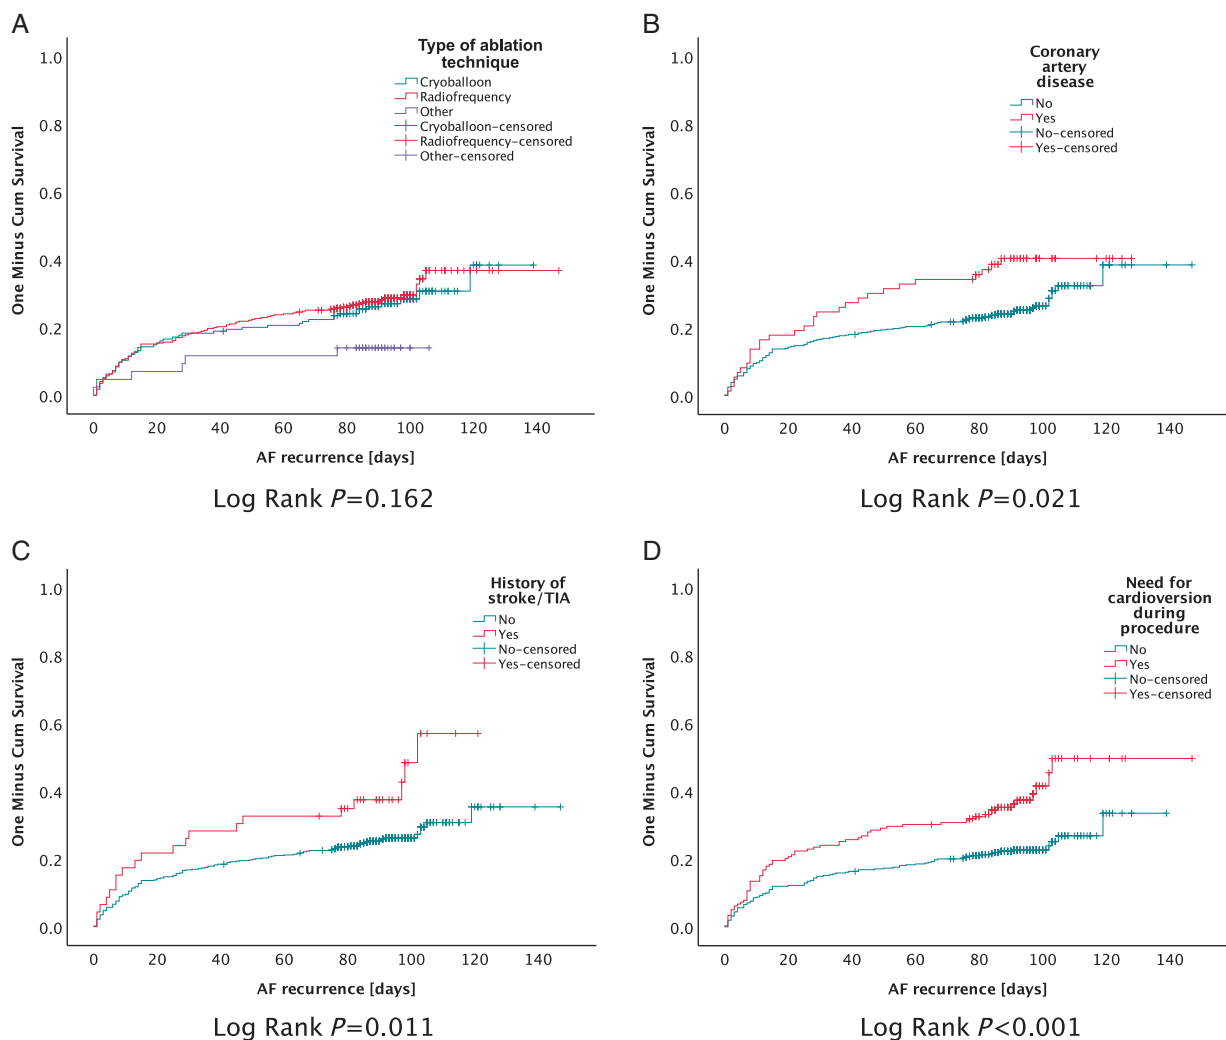 A
Type of ablation
technique
Cryoballoon
Radiofrequency
Other
Cryoballoon-censored
Radiofrequency-censored
Other-censored
One Minus Cum Survival
1.0
0.8
0.6
0.4
0.2
0.0
0 20 40 60 80 100 120 140
AF recurrence [days]
Log Rank P=0.162
B
Coronary
artery
disease
No
Yes
No-censored
Yes-censored
One Minus Cum Survival
1.0
0.8
0.6
0.4
0.2
0.0
0 20 40 60 80 100 120 140
AF recurrence [days]
Log Rank P=0.021
C
History of
stroke/TIA
No
Yes
No-censored
Yes-censored
One Minus Cum Survival
1.0
0.8
0.6
0.4
0.2
0.0
0 20 40 60 80 100 120 140
AF recurrence [days]
Log Rank P=0.011
D
Need for
cardioversion
during
procedure
No
Yes
No-censored
Yes-censored
One Minus Cum Survival
1.0
0.8
0.6
0.4
0.2
0.0
0 20 40 60 80 100 120 140
AF recurrence [days]
Log Rank P<0.001